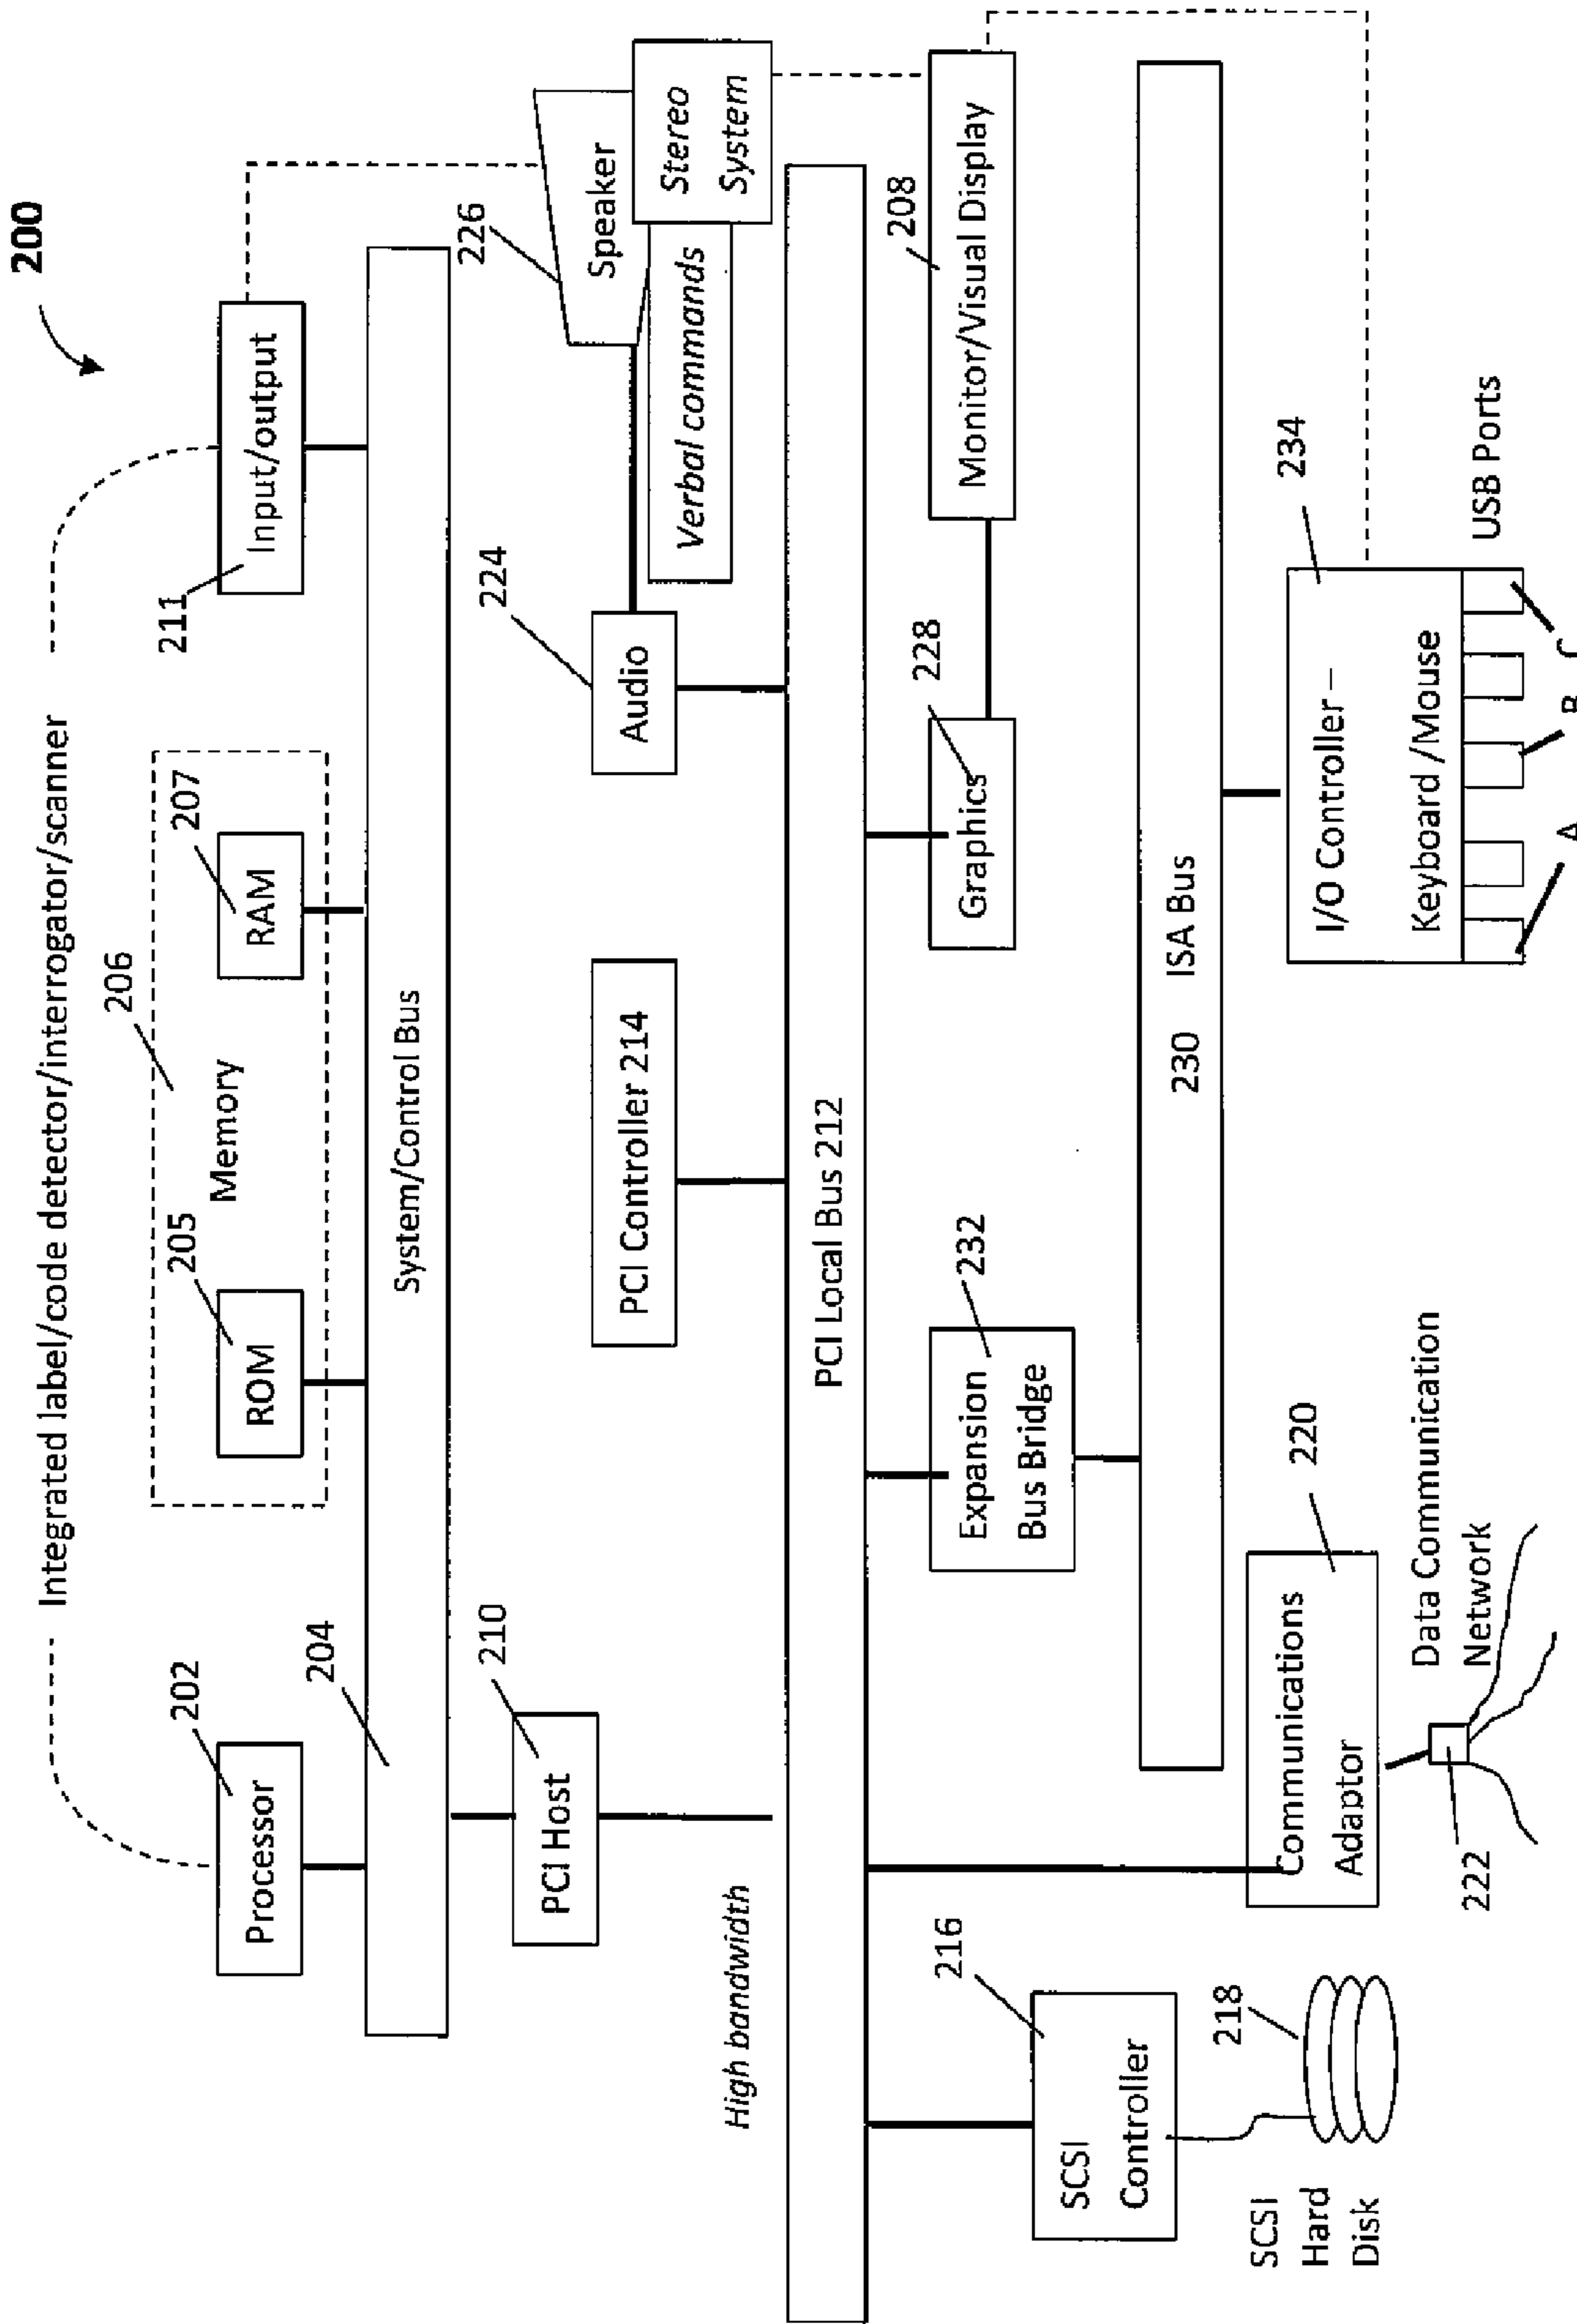 200
Integrated label/code detector/interrogator/scanner
206
202
205
207
211
Processor
ROM
Memory
RAM
Input/output
204
System/Control Bus
210
PCI Host
PCI Controller 214
224
Audio
226
Speaker
Verbal commands
Stereo
System
High bandwidth
PCI Local Bus 212
216
232
228
208
SCSI
Controller
Expansion
Bus Bridge
Graphics
Monitor/Visual Display
230
ISA Bus
218
SCSI
Hard
Disk
220
Communications
Adaptor
222
Data Communication
Network
234
I/O Controller –
Keyboard /Mouse
USB Ports
A
B
C